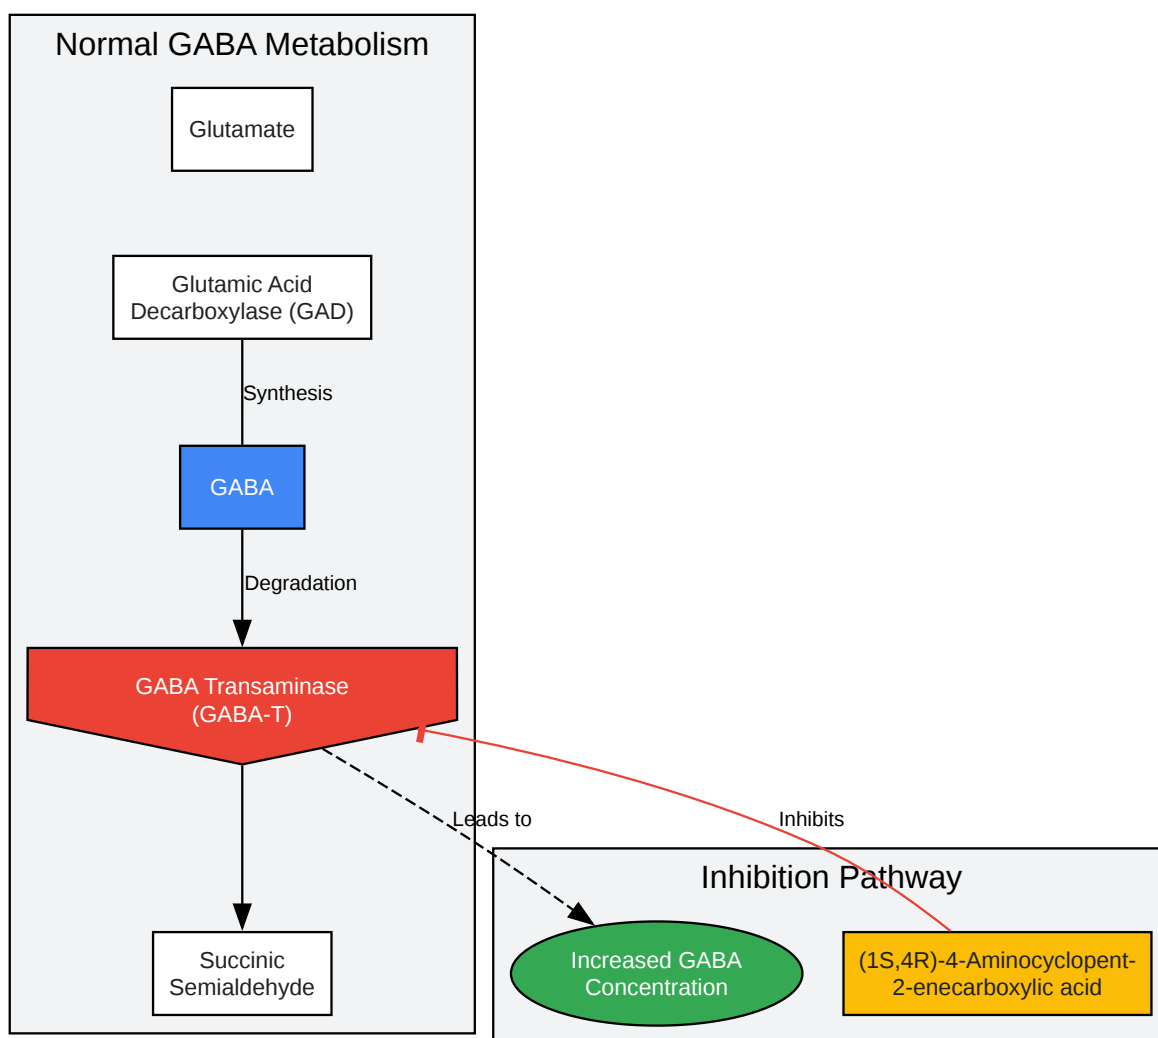 Normal GABA Metabolism
Glutamate
Glutamic Acid
Decarboxylase (GAD)
Synthesis
GABA
Degradation
GABA Transaminase
(GABA-T)
Leads to
Inhibits
Inhibition Pathway
Succinic
Semialdehyde
Increased GABA
Concentration
(1S,4R)-4-Aminocyclopent-
2-enecarboxylic acid